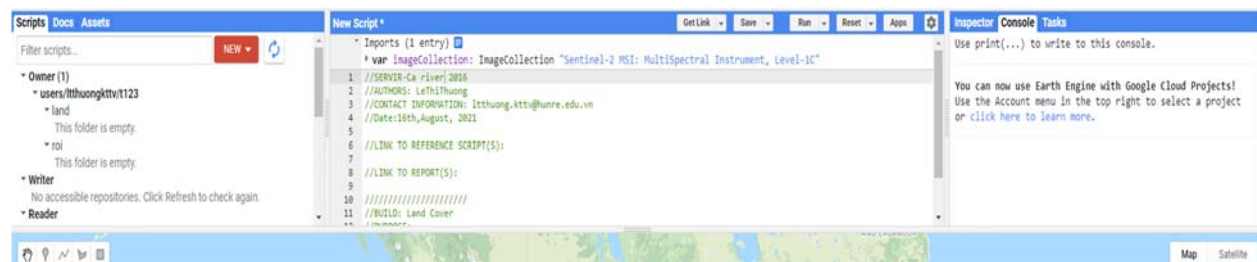 Scripts Docs Assets
Filter scripts...
NEW
Owner (1)
users/ltthuongkttv/t123
land
This folder is empty.
roi
This folder is empty.
Writer
No accessible repositories. Click Refresh to check again.
Reader
New Script *
Get Link
Save
Run
Reset
Apps
Imports (1 entry)
var imageCollection: ImageCollection "Sentinel-2 MSI: MultiSpectral Instrument, Level-1C"
1 //SERVIR-Ca river 2016
2 //AUTHORS: LeThiThuong
3 //CONTACT INFORMATION: ltthuong.kttv@hunre.edu.vn
4 //Date:16th,August, 2021
5
6 //LINK TO REFERENCE SCRIPT(S):
7
8 //LINK TO REPORT(S):
9
10 //////////////////////
11 //BUILD: Land Cover
Inspector Console Tasks
Use print(...) to write to this console.
You can now use Earth Engine with Google Cloud Projects!
Use the Account menu in the top right to select a project
or click here to learn more.
Map Satellite